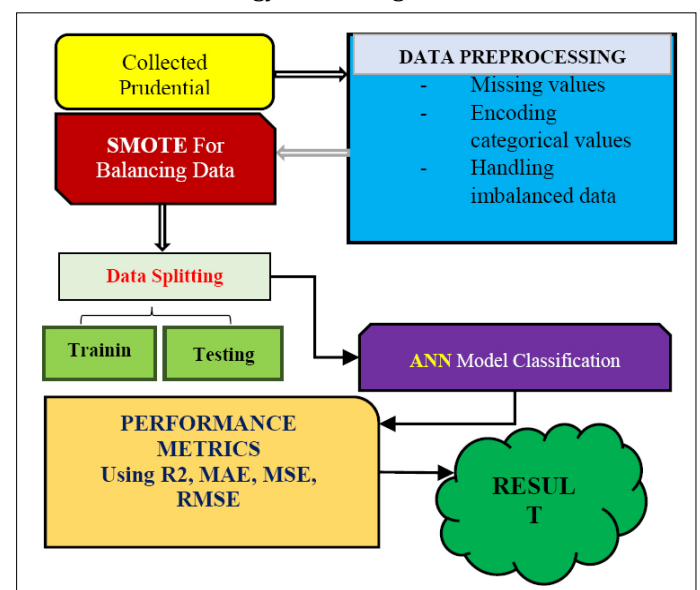 Collected
Prudential
DATA PREPROCESSING
- Missing values
- Encoding
categorical values
- Handling
imbalanced data
SMOTE For
Balancing Data
Data Splitting
Trainin
Testing
ANN Model Classification
PERFORMANCE
METRICS
Using R2, MAE, MSE,
RMSE
RESUL
T